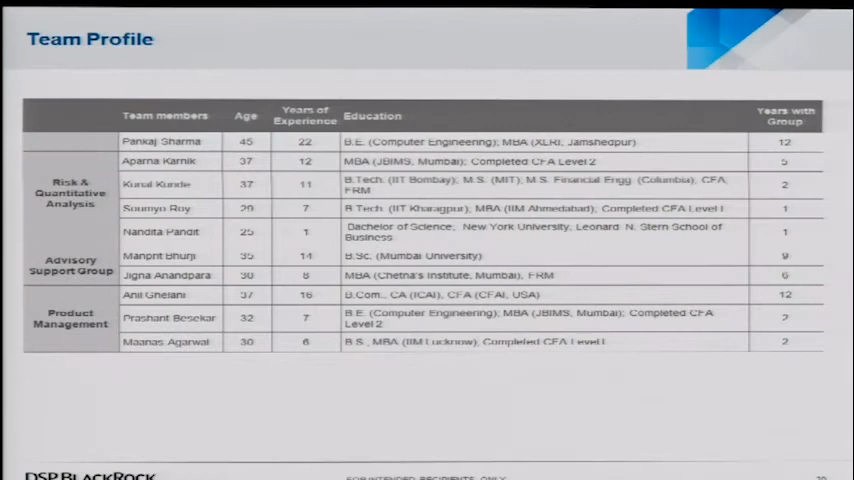 Team Profile
Team members Age Years of Experience Education Years with Group
Pankaj Sharma 45 22 B.E. (Computer Engineering); MBA (XLRI, Jamshedpur) 12
Risk & Quantitative Analysis
Aparna Karnik 37 12 MBA (JBIMS, Mumbai); Completed CFA Level 2 5
Kunal Kunde 37 11 B.Tech. (IIT Bombay); M.S. (MIT), M.S. Financial Engg. (Columbia), CFA,
FRM 2
Soumyo Roy 29 7 B.Tech. (IIT Kharagpur), MBA (IIM Ahmedabad), Completed CFA Level I 1
Nandita Pandit 25 1 Bachelor of Science, New York University, Leonard N. Stern School of
Business 1
Advisory Support Group
Manprit Bhurji 35 14 B.Sc. (Mumbai University) 9
Jigna Anandpara 30 8 MBA (Chetna's Institute, Mumbai), FRM 6
Product Management
Anil Ghelani 37 16 B.Com., CA (ICAI), CFA (CFAI, USA) 12
Prashant Besekar 32 7 B.E. (Computer Engineering); MBA (JBIMS, Mumbai); Completed CFA
Level 2 2
Maanas Agarwal 30 6 B.S., MBA (IIM Lucknow), Completed CFA Level I 2
DSP BLACKROCK
FOR INTENDED RECIPIENTS ONLY